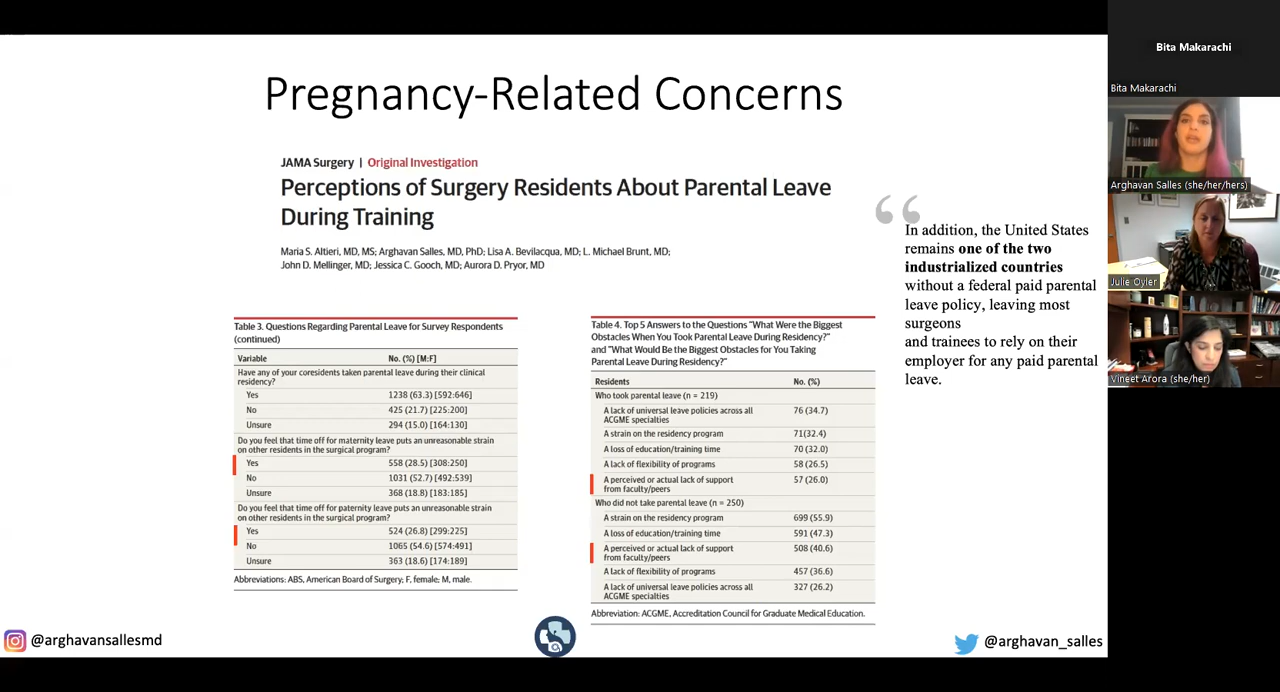 Pregnancy-Related Concerns
JAMA Surgery | Original Investigation
Perceptions of Surgery Residents About Parental Leave
During Training
Maria S. Altieri, MD, MS; Arghavan Salles, MD, PhD; Lisa A. Bevilacqua, MD; L. Michael Brunt, MD;
John D. Mellinger, MD; Jessica C. Gooch, MD; Aurora D. Pryor, MD
Table 3. Questions Regarding Parental Leave for Survey Respondents
(continued)
Variable No. (%) [M:F]
Have any of your coresidents taken parental leave during their clinical
residency?
Yes 1238 (63.3) [592:646]
No 425 (21.7) [225:200]
Unsure 294 (15.0) [164:130]
Do you feel that time off for maternity leave puts an unreasonable strain
on other residents in the surgical program?
Yes 558 (28.5) [308:250]
No 1031 (52.7) [492:539]
Unsure 368 (18.8) [183:185]
Do you feel that time off for paternity leave puts an unreasonable strain
on other residents in the surgical program?
Yes 524 (26.8) [299:225]
No 1065 (54.6) [574:491]
Unsure 363 (18.6) [174:189]
Abbreviations: ABS, American Board of Surgery; F, female; M, male.
Table 4. Top 5 Answers to the Questions "What Were the Biggest
Obstacles When You Took Parental Leave During Residency?"
and "What Would Be the Biggest Obstacles for You Taking
Parental Leave During Residency?"
Residents No. (%)
Who took parental leave (n = 219)
A lack of universal leave policies across all 76 (34.7)
ACGME specialties
A strain on the residency program 71(32.4)
A loss of education/training time 70 (32.0)
A lack of flexibility of programs 58 (26.5)
A perceived or actual lack of support 57 (26.0)
from faculty/peers
Who did not take parental leave (n = 250)
A strain on the residency program 699 (55.9)
A loss of education/training time 591 (47.3)
A perceived or actual lack of support 508 (40.6)
from faculty/peers
A lack of flexibility of programs 457 (36.6)
A lack of universal leave policies across all 327 (26.2)
ACGME specialties
Abbreviation: ACGME, Accreditation Council for Graduate Medical Education.
“
In addition, the United States
remains one of the two
industrialized countries
without a federal paid parental
leave policy, leaving most
surgeons
and trainees to rely on their
employer for any paid parental
leave.
@arghavansallesmd
@arghavan_salles
Bita Makarachi
Bita Makarachi
Arghavan Salles (she/her/hers)
Julie Oyler
Vineet Arora (she/her)